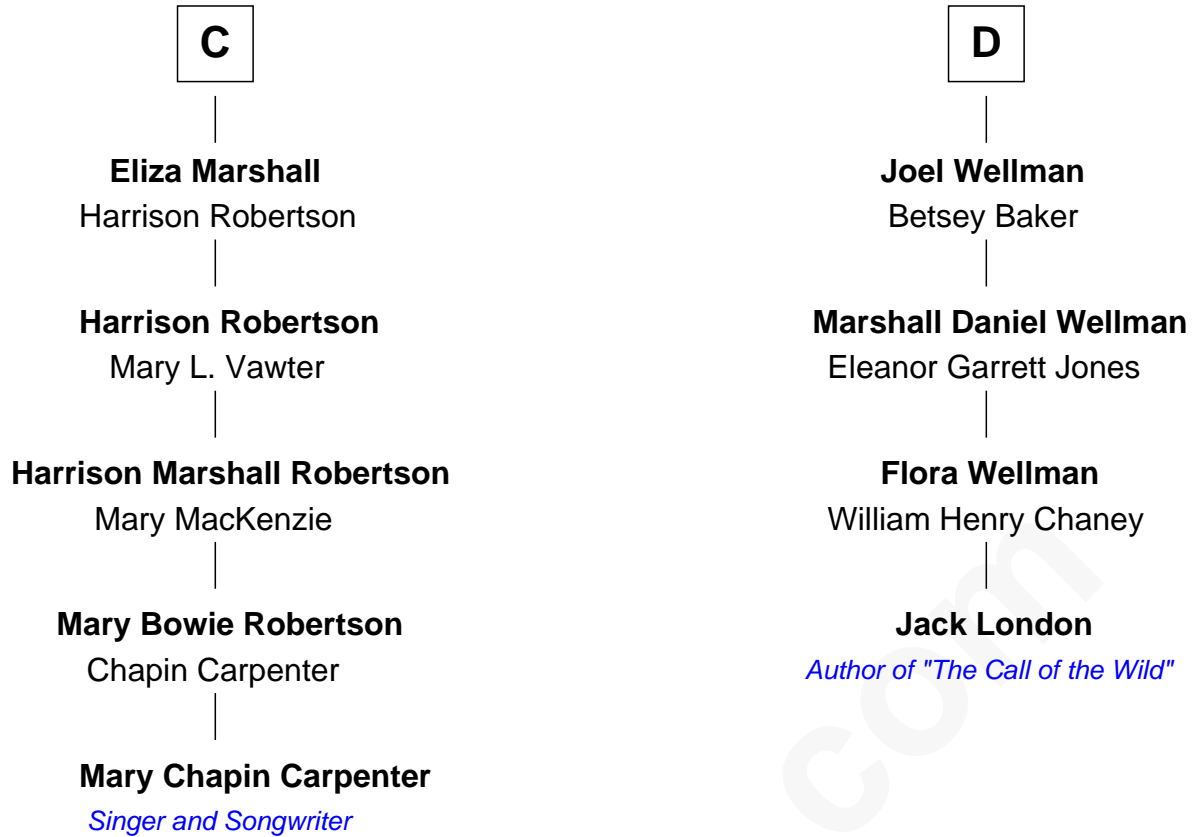 C
Eliza Marshall
Harrison Robertson
Harrison Robertson
Mary L. Vawter
Harrison Marshall Robertson
Mary MacKenzie
Mary Bowie Robertson
Chapin Carpenter
Mary Chapin Carpenter
Singer and Songwriter
D
Joel Wellman
Betsey Baker
Marshall Daniel Wellman
Eleanor Garrett Jones
Flora Wellman
William Henry Chaney
Jack London
Author of "The Call of the Wild"
com